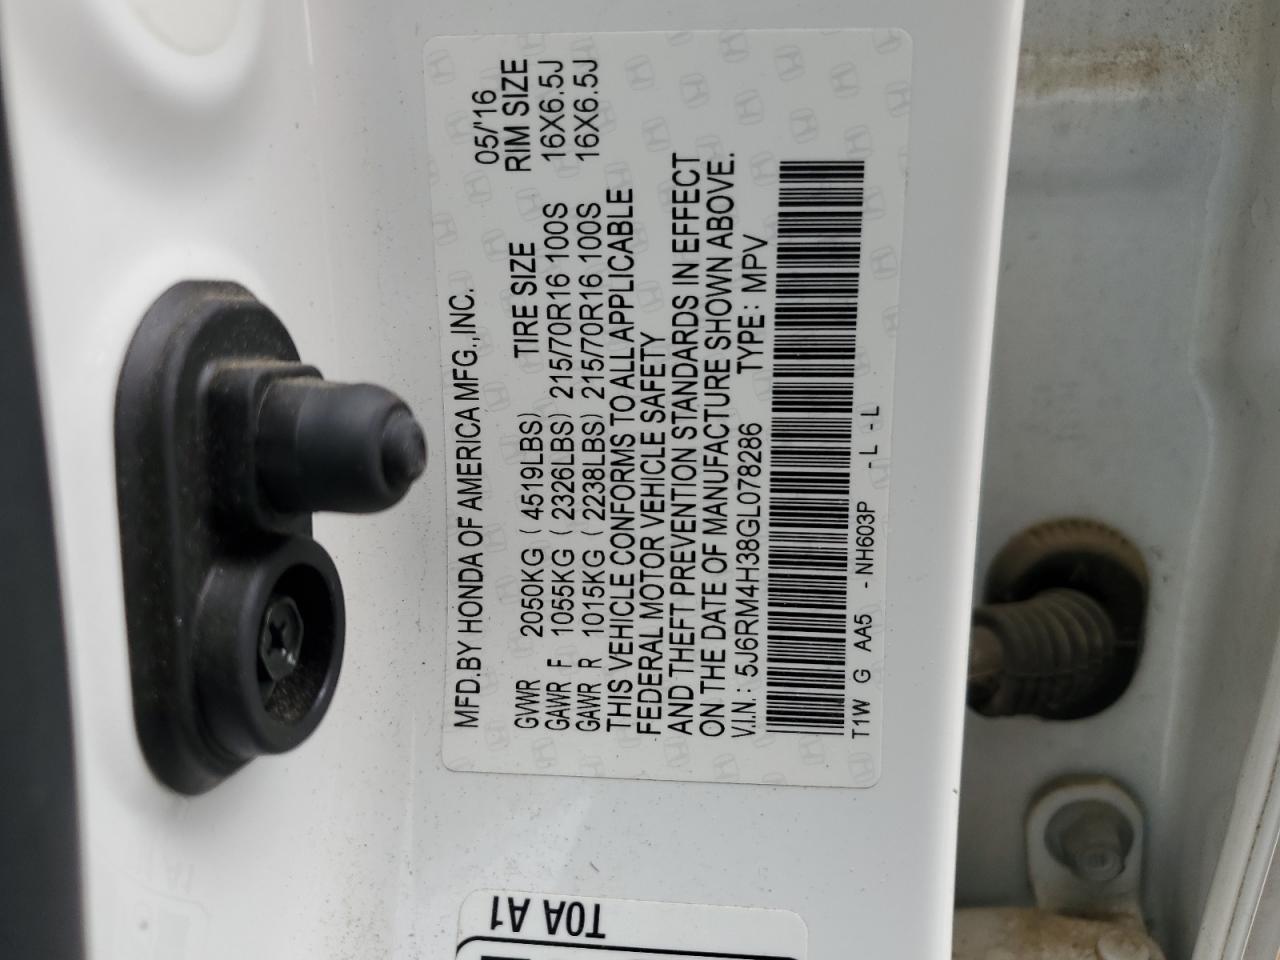 MFD.BY HONDA OF AMERICA MFG.,INC. 05/'16
GVWR 2050KG ( 4519LBS) TIRE SIZE RIM SIZE
GAWR F 1055KG ( 2326LBS) 215/70R16 100S 16X6.5J
GAWR R 1015KG ( 2238LBS) 215/70R16 100S 16X6.5J
THIS VEHICLE CONFORMS TO ALL APPLICABLE
FEDERAL MOTOR VEHICLE SAFETY
AND THEFT PREVENTION STANDARDS IN EFFECT
ON THE DATE OF MANUFACTURE SHOWN ABOVE.
V.I.N.: 5J6RM4H38GL078286 TYPE: MPV
T1W G AA5 - NH603P - L - L
T0A A1